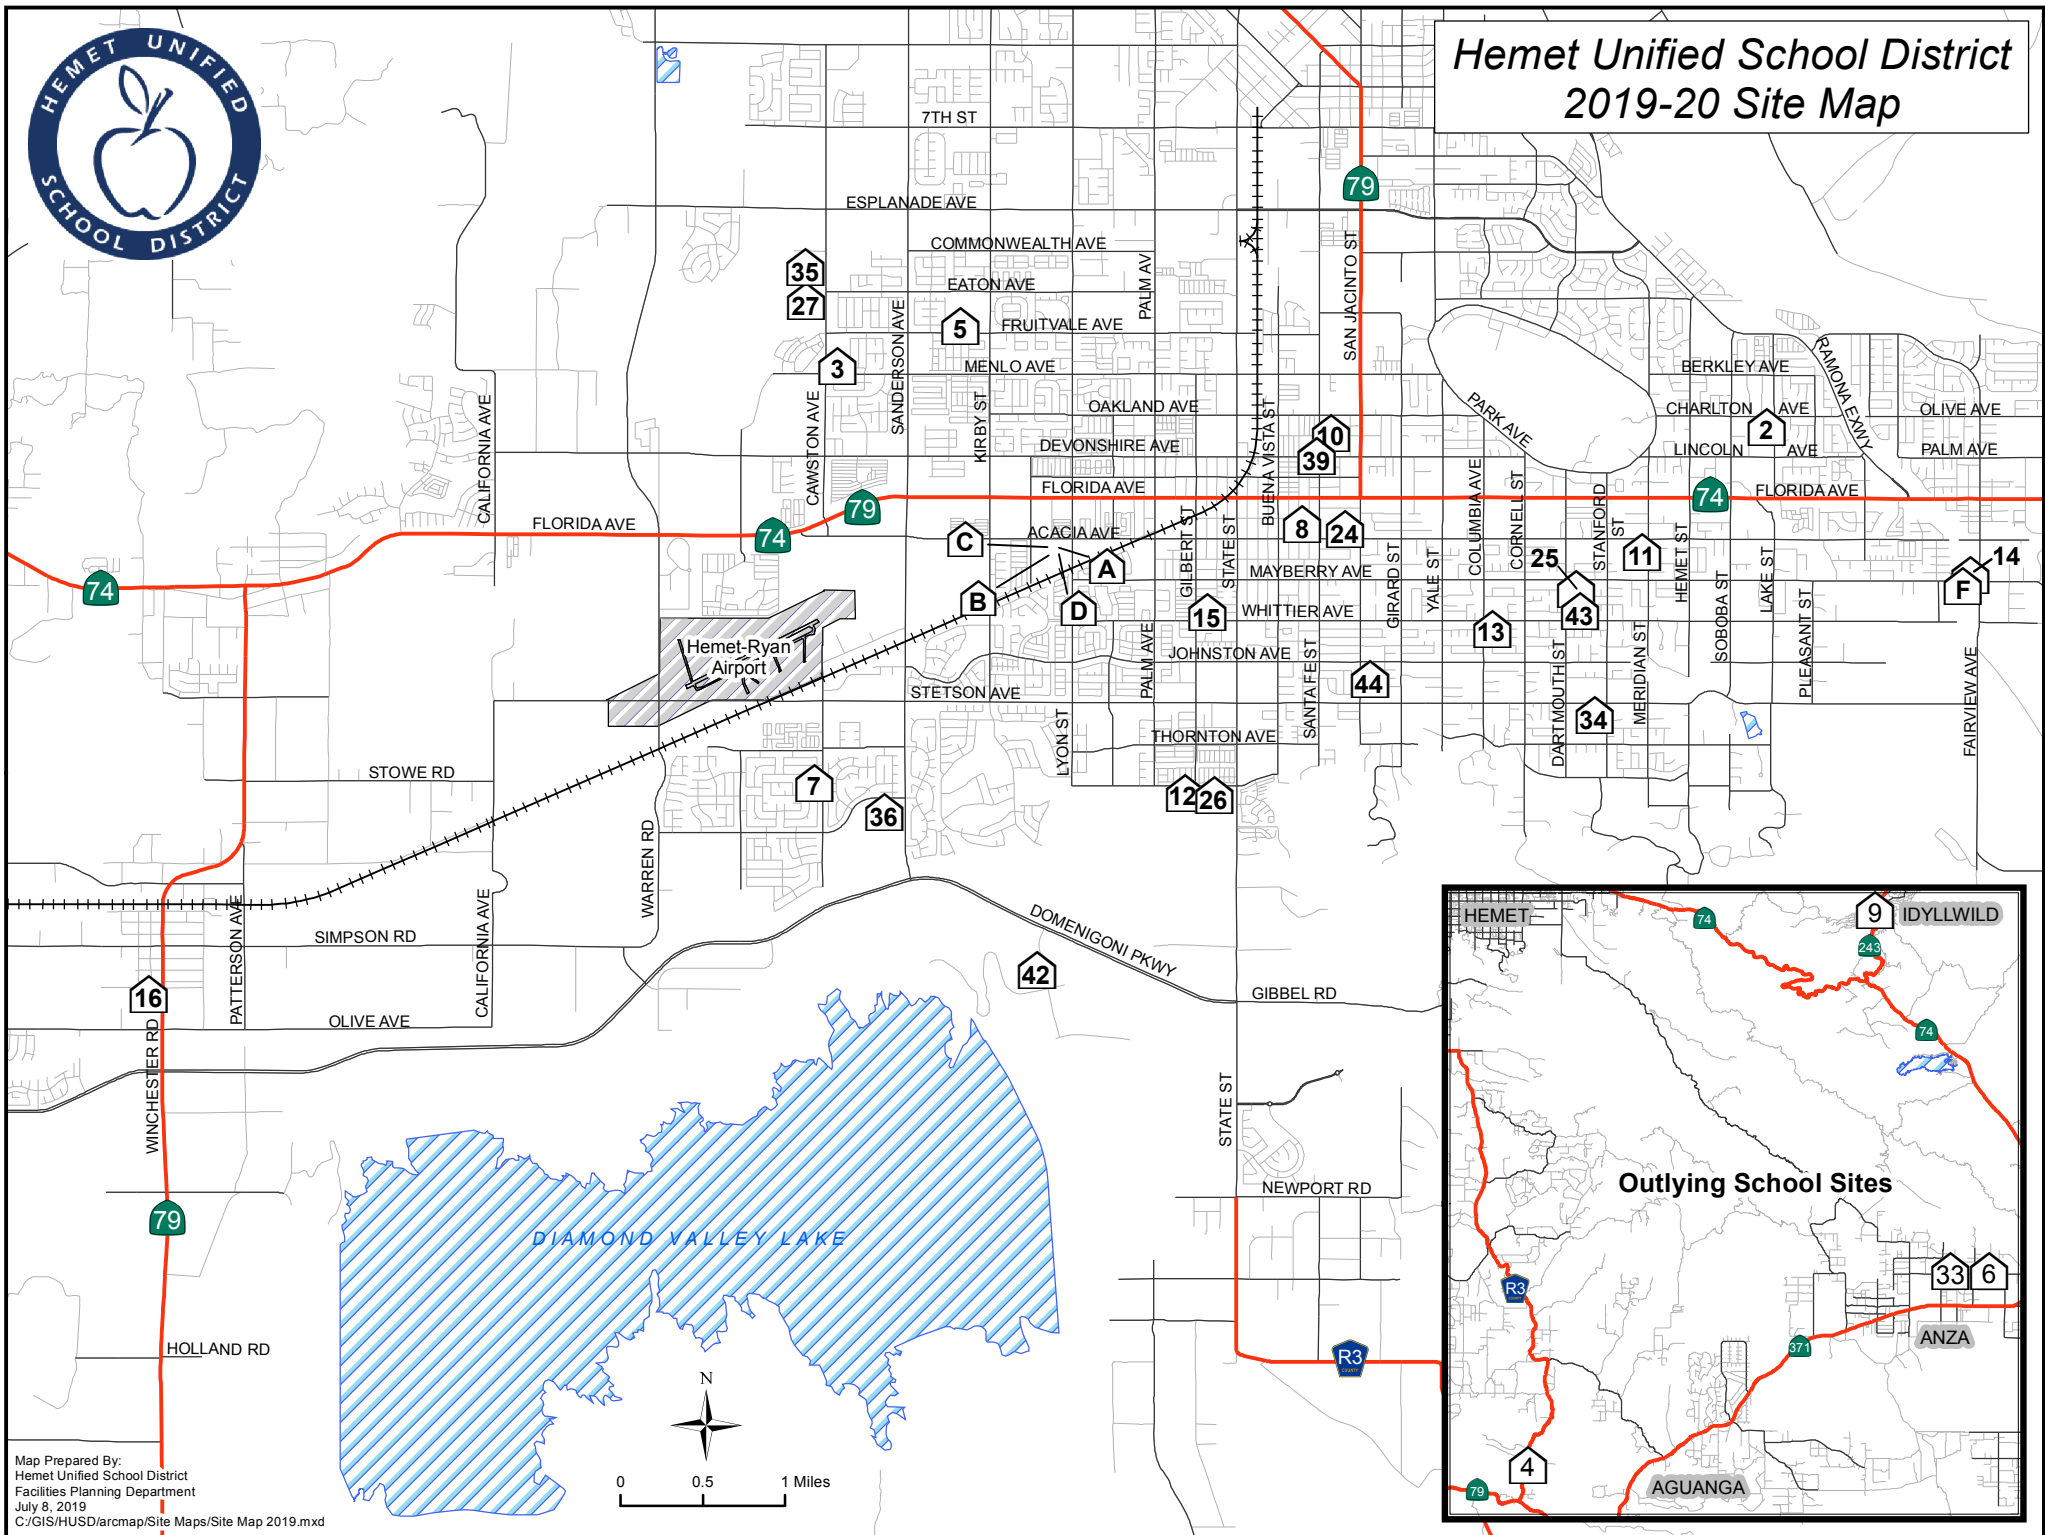 HEMET UNIFIED
SCHOOL DISTRICT
Hemet Unified School District
2019-20 Site Map
7TH ST
79
ESPLANADE AVE
COMMONWEALTH AVE
EATON AVE
FRUITVALE AVE
MENLO AVE
OAKLAND AVE
DEVONSHIRE AVE
FLORIDA AVE
ACACIA AVE
MAYBERRY AVE
WHITTIER AVE
JOHNSTON AVE
STETSON AVE
THORNTON AVE
PALM AV
SAN JACINTO ST
SANDERSON AVE
CAWSTON AVE
KIRBY ST
CALIFORNIA AVE
BUENA VISTA ST
PARK AVE
BERKLEY AVE
RAMONA EXWY
CHARLTON AVE
OLIVE AVE
LINCOLN AVE
PALM AVE
FLORIDA AVE
FLORIDA AVE
COLUMBIA AVE
CORNELL ST
STANIFORD ST
HEMET ST
SOBOBA ST
LAKE ST
PLEASANT ST
GILBERT ST
STATE ST
GIRARD ST
YALE ST
DARTMOUTH ST
MERIDIAN ST
FAIRVIEW AVE
PALM AVE
SANTA FE ST
LYON ST
35
27
5
3
10
39
2
8
24
25
11
14
F
43
13
15
44
34
12
26
7
36
42
16
A
B
C
D
74
79
74
74
Hemet-Ryan
Airport
STOWE RD
WARREN RD
SIMPSON RD
PATTERSON AVE
CALIFORNIA AVE
OLIVE AVE
WINCHESTER RD
79
HOLLAND RD
DOMENIGONI PKWY
GIBBEL RD
STATE ST
NEWPORT RD
R3
COUNTY
DIAMOND VALLEY LAKE
N
0 0.5 1 Miles
HEMET
74
9
IDYLLWILD
243
74
Outlying School Sites
R3
COUNTY
33
6
ANZA
371
4
79
AGUANGA
Map Prepared By:
Hemet Unified School District
Facilities Planning Department
July 8, 2019
C:/GIS/HUSD/arcmap/Site Maps/Site Map 2019.mxd